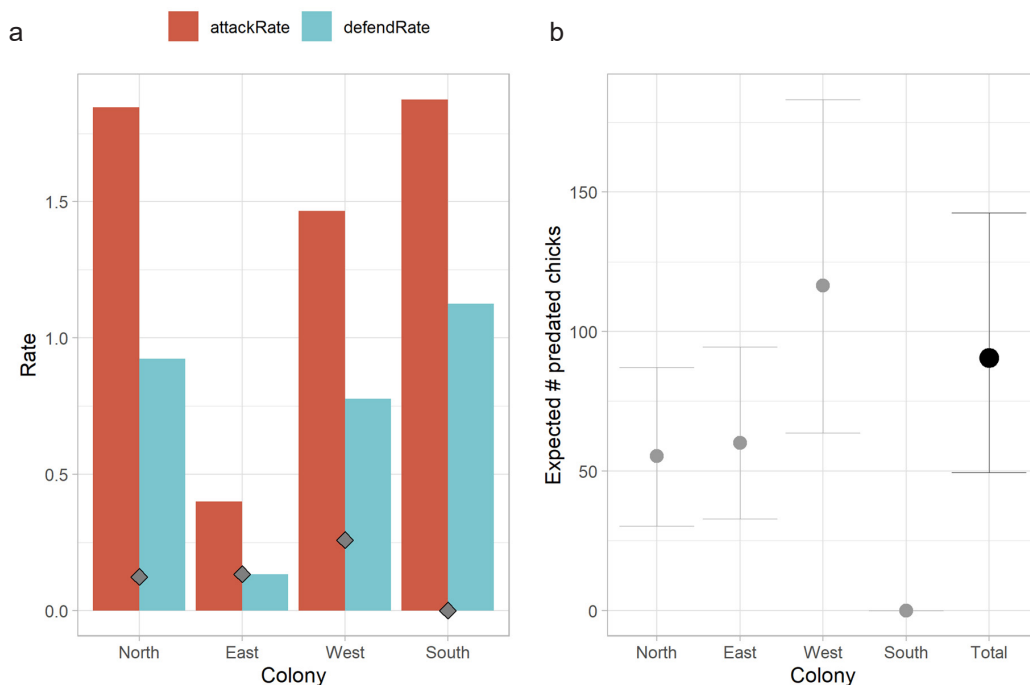 a
attackRate defendRate
Rate
1.5
1.0
0.5
0.0
North East West South
Colony
b
Expected # predated chicks
150
100
50
0
North East West South Total
Colony